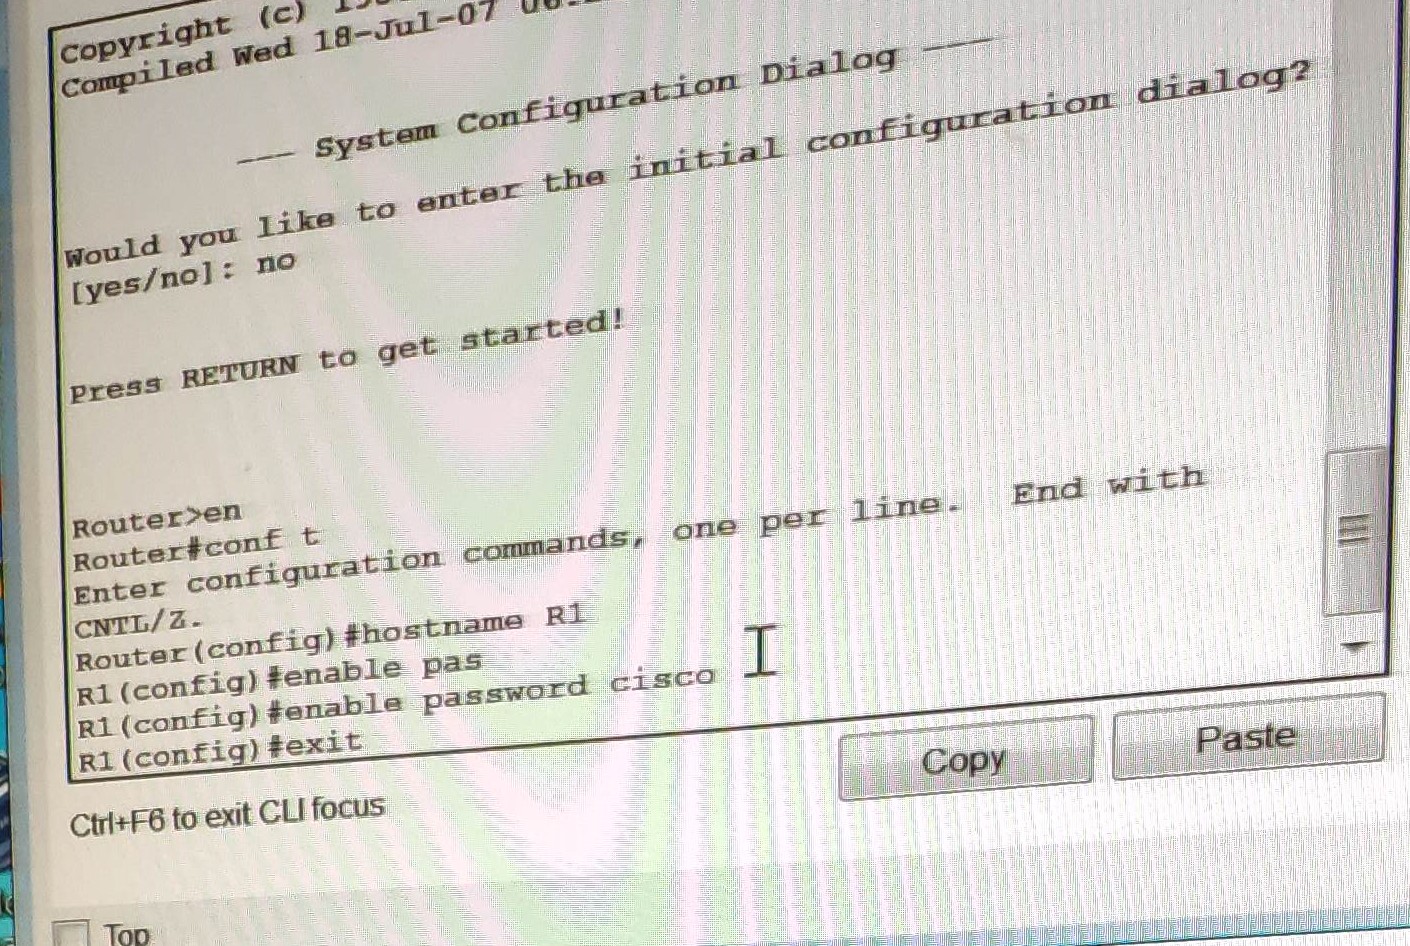 Copyright (c)
Compiled Wed 18-Jul-07
--- System Configuration Dialog ---
Would you like to enter the initial configuration dialog?
[yes/no]: no
Press RETURN to get started!
Router>en
Router#conf t
Enter configuration commands, one per line.  End with
CNTL/Z.
Router(config)#hostname R1
R1(config)#enable pas
R1(config)#enable password cisco
R1(config)#exit
Copy
Paste
Ctrl+F6 to exit CLI focus
Top